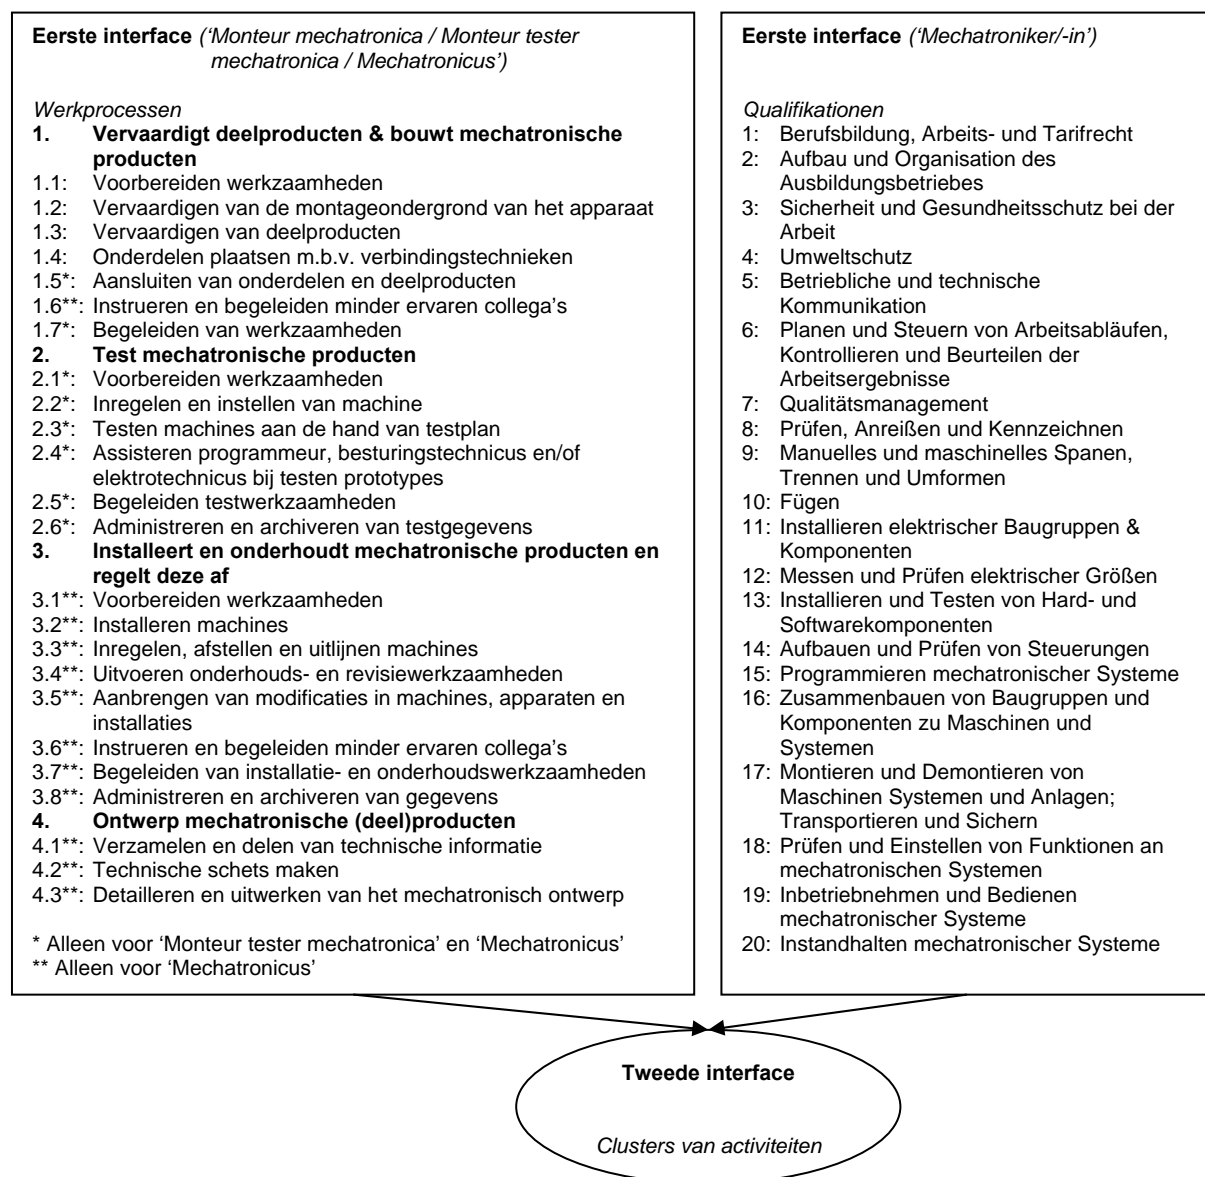 Eerste interface (‘Monteur mechatronica / Monteur tester
mechatronica / Mechatronicus’)
Werkprocessen
1. Vervaardigt deelproducten & bouwt mechatronische
producten
1.1: Voorbereiden werkzaamheden
1.2: Vervaardigen van de montageondergrond van het apparaat
1.3: Vervaardigen van deelproducten
1.4: Onderdelen plaatsen m.b.v. verbindingstechnieken
1.5*: Aansluiten van onderdelen en deelproducten
1.6**: Instrueren en begeleiden minder ervaren collega’s
1.7*: Begeleiden van werkzaamheden
2. Test mechatronische producten
2.1*: Voorbereiden werkzaamheden
2.2*: Inregelen en instellen van machine
2.3*: Testen machines aan de hand van testplan
2.4*: Assisteren programmeur, besturingstechnicus en/of
elektrotechnicus bij testen prototypes
2.5*: Begeleiden testwerkzaamheden
2.6*: Administreren en archiveren van testgegevens
3. Installeert en onderhoudt mechatronische producten en
regelt deze af
3.1**: Voorbereiden werkzaamheden
3.2**: Installeren machines
3.3**: Inregelen, afstellen en uitlijnen machines
3.4**: Uitvoeren onderhouds- en revisiewerkzaamheden
3.5**: Aanbrengen van modificaties in machines, apparaten en
installaties
3.6**: Instrueren en begeleiden minder ervaren collega’s
3.7**: Begeleiden van installatie- en onderhoudswerkzaamheden
3.8**: Administreren en archiveren van gegevens
4. Ontwerp mechatronische (deel)producten
4.1**: Verzamelen en delen van technische informatie
4.2**: Technische schets maken
4.3**: Detailleren en uitwerken van het mechatronisch ontwerp
* Alleen voor ‘Monteur tester mechatronica’ en ‘Mechatronicus’
** Alleen voor ‘Mechatronicus’
Eerste interface (‘Mechatroniker/-in’)
Qualifikationen
1: Berufsbildung, Arbeits- und Tarifrecht
2: Aufbau und Organisation des
Ausbildungsbetriebes
3: Sicherheit und Gesundheitsschutz bei der
Arbeit
4: Umweltschutz
5: Betriebliche und technische
Kommunikation
6: Planen und Steuern von Arbeitsabläufen,
Kontrollieren und Beurteilen der
Arbeitsergebnisse
7: Qualitätsmanagement
8: Prüfen, Anreißen und Kennzeichnen
9: Manuelles und maschinelles Spanen,
Trennen und Umformen
10: Fügen
11: Installieren elektrischer Baugruppen &
Komponenten
12: Messen und Prüfen elektrischer Größen
13: Installieren und Testen von Hard- und
Softwarekomponenten
14: Aufbauen und Prüfen von Steuerungen
15: Programmieren mechatronischer Systeme
16: Zusammenbauen von Baugruppen und
Komponenten zu Maschinen und
Systemen
17: Montieren und Demontieren von
Maschinen Systemen und Anlagen;
Transportieren und Sichern
18: Prüfen und Einstellen von Funktionen an
mechatronischen Systemen
19: Inbetriebnehmen und Bedienen
mechatronischer Systeme
20: Instandhalten mechatronischer Systeme
Tweede interface
Clusters van activiteiten